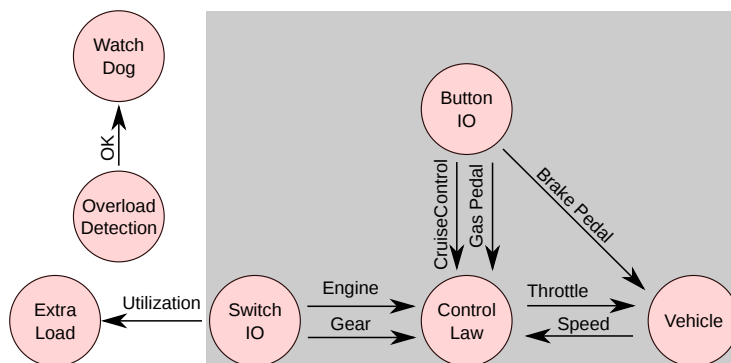 Watch
Dog
Button
IO
OK
CruiseControl
Gas Pedal
Brake Pedal
Overload
Detection
Extra
Load
Utilization
Switch
IO
Engine
Gear
Control
Law
Throttle
Speed
Vehicle